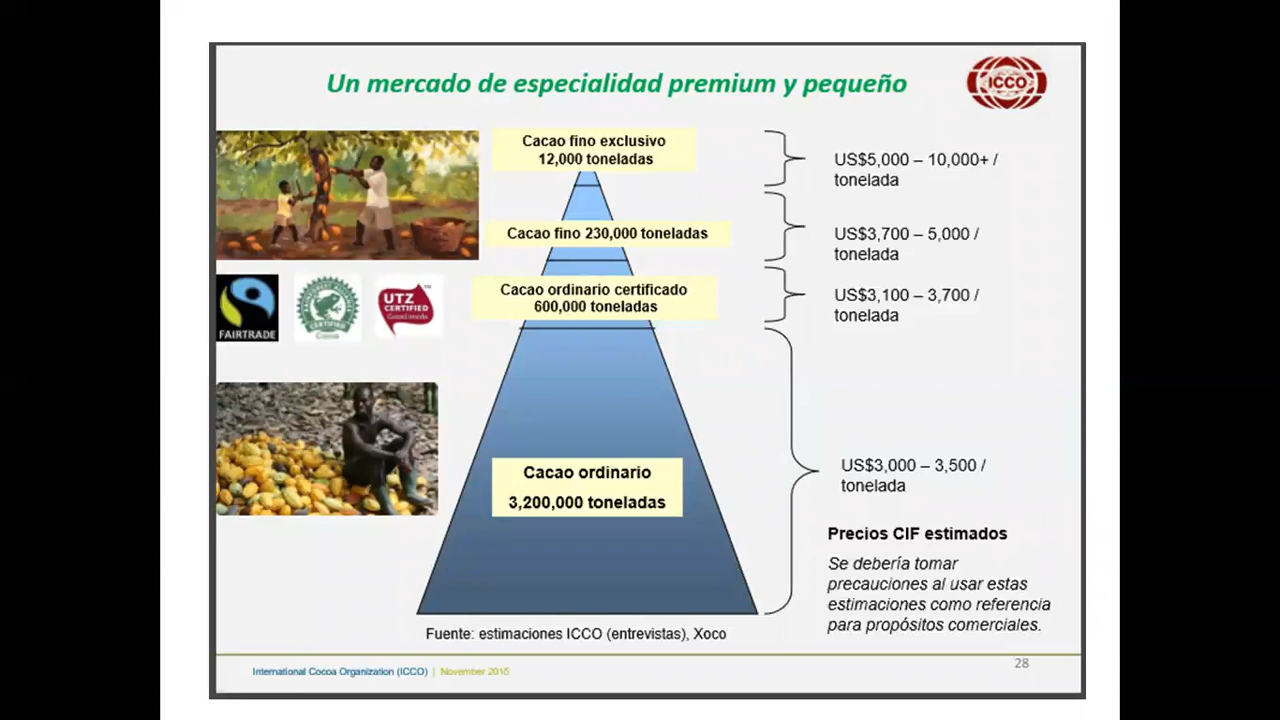 Un mercado de especialidad premium y pequeño
ICCO
Cacao fino exclusivo
12,000 toneladas
US$5,000 – 10,000+ /
tonelada
Cacao fino 230,000 toneladas
US$3,700 – 5,000 /
tonelada
Cacao ordinario certificado
600,000 toneladas
US$3,100 – 3,700 /
tonelada
FAIRTRADE
CERTIFIED
Cocoa
UTZ
CERTIFIED
Good inside
Cacao ordinario
3,200,000 toneladas
US$3,000 – 3,500 /
tonelada
Precios CIF estimados
Se debería tomar
precauciones al usar estas
estimaciones como referencia
para propósitos comerciales.
Fuente: estimaciones ICCO (entrevistas), Xoco
International Cocoa Organization (ICCO) | November 2015
28